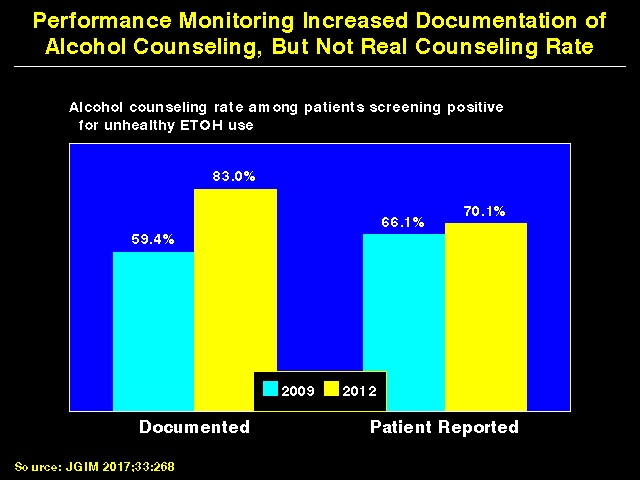 Performance Monitoring Increased Documentation of
Alcohol Counseling, But Not Real Counseling Rate
Alcohol counseling rate among patients screening positive
for unhealthy ETOH use
83.0%
59.4%
70.1%
66.1%
2009 2012
Documented Patient Reported
Source: JGIM 2017;33:268